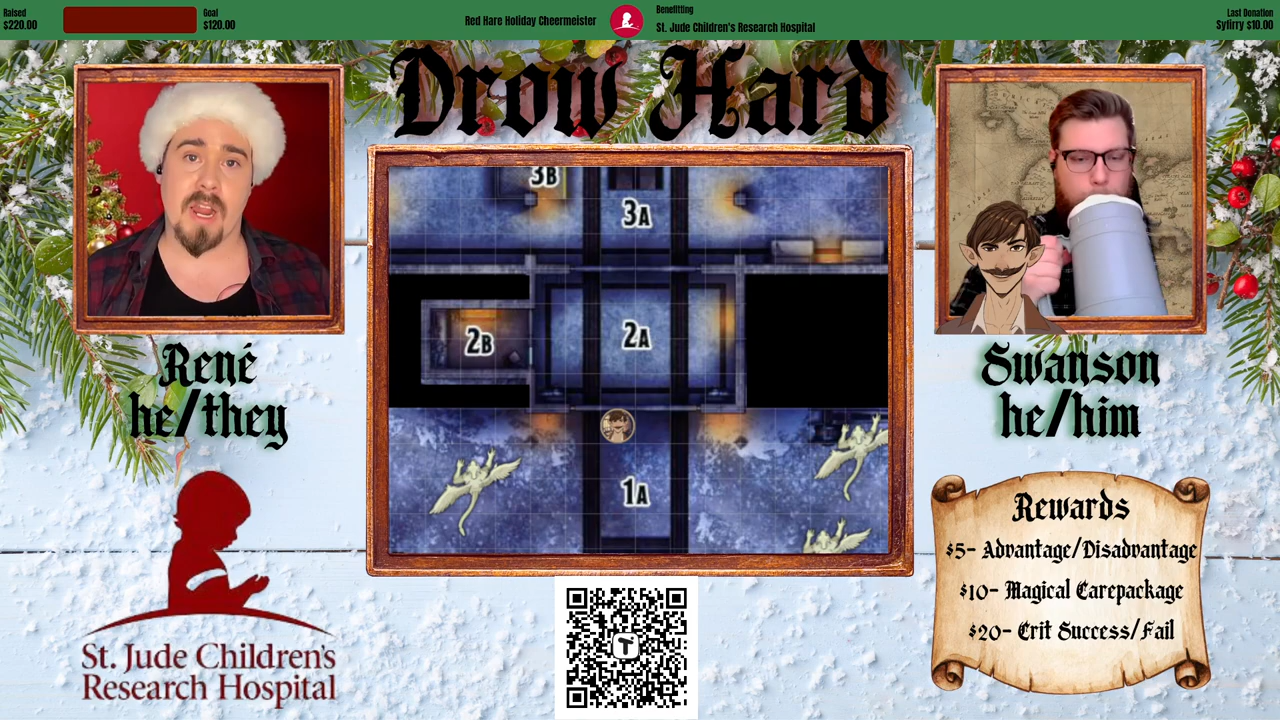 Raised
$220.00
Goal
$120.00
Red Hare Holiday Cheermeister
Benefitting
St. Jude Children's Research Hospital
Last Donation
Syfirry $10.00
Drow Hard
3B
3A
2B
2A
1A
René
he/they
Swanson
he/him
St. Jude Children's
Research Hospital
Rewards
$5- Advantage/Disadvantage
$10- Magical Carepackage
$20- Crit Success/Fail